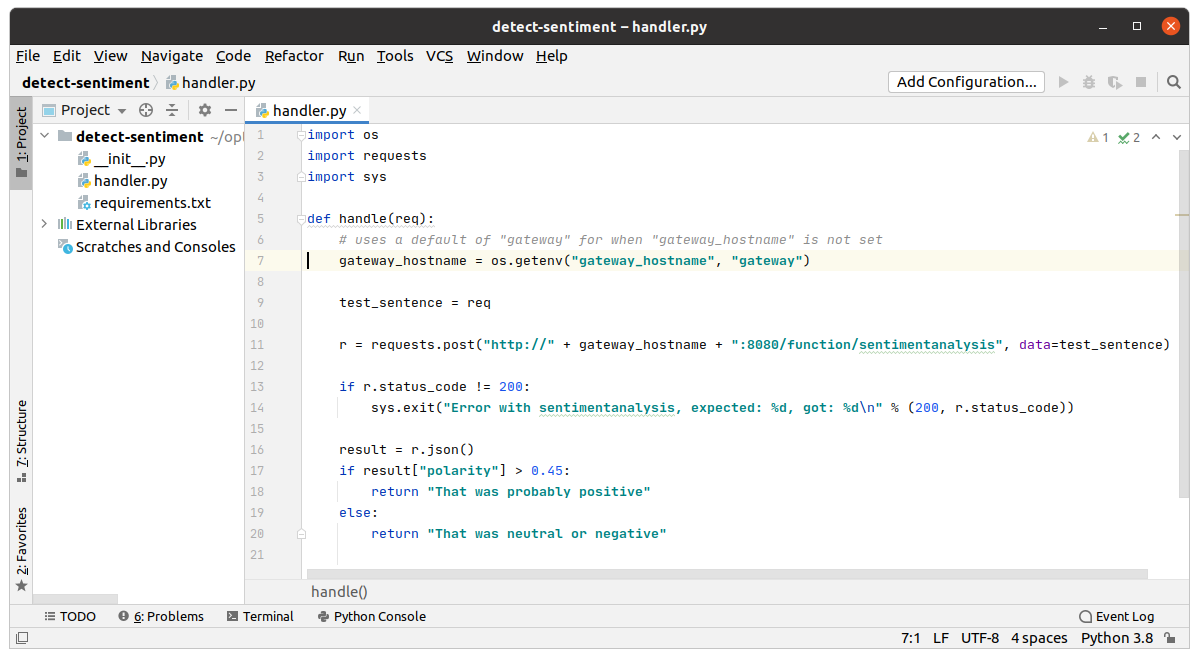 detect-sentiment – handler.py
File Edit View Navigate Code Refactor Run Tools VCS Window Help
detect-sentiment handler.py Add Configuration...
1: Project
7: Structure
2: Favorites
Project
detect-sentiment ~/opt
__init__.py
handler.py
requirements.txt
External Libraries
Scratches and Consoles
handler.py
1 2
1 import os
2 import requests
3 import sys
4
5 def handle(req):
6     # uses a default of "gateway" for when "gateway_hostname" is not set
7     gateway_hostname = os.getenv("gateway_hostname", "gateway")
8
9     test_sentence = req
10
11     r = requests.post("http://" + gateway_hostname + ":8080/function/sentimentanalysis", data=test_sentence)
12
13     if r.status_code != 200:
14         sys.exit("Error with sentimentanalysis, expected: %d, got: %d\n" % (200, r.status_code))
15
16     result = r.json()
17     if result["polarity"] > 0.45:
18         return "That was probably positive"
19     else:
20         return "That was neutral or negative"
21
handle()
TODO 6: Problems Terminal Python Console Event Log
7:1 LF UTF-8 4 spaces Python 3.8